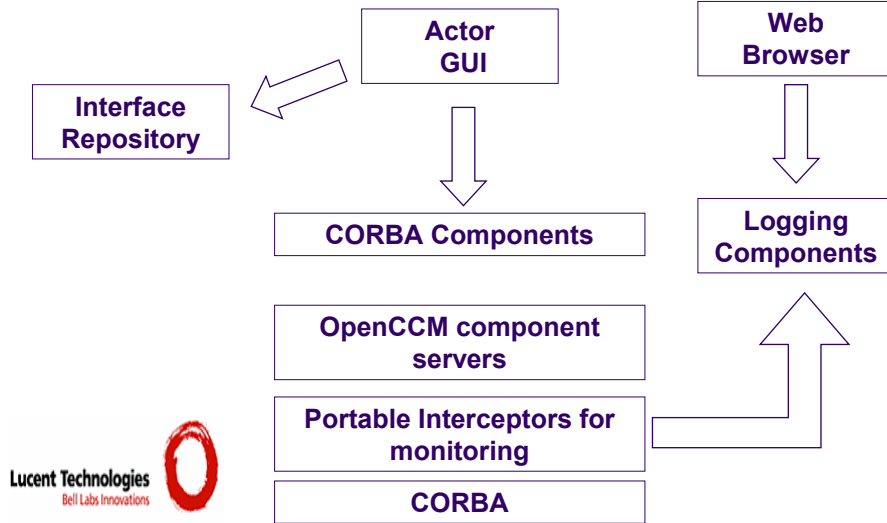 Actor
GUI
Web
Browser
Interface
Repository
CORBA Components
Logging
Components
OpenCCM component
servers
Portable Interceptors for
monitoring
CORBA
Lucent Technologies
Bell Labs Innovations